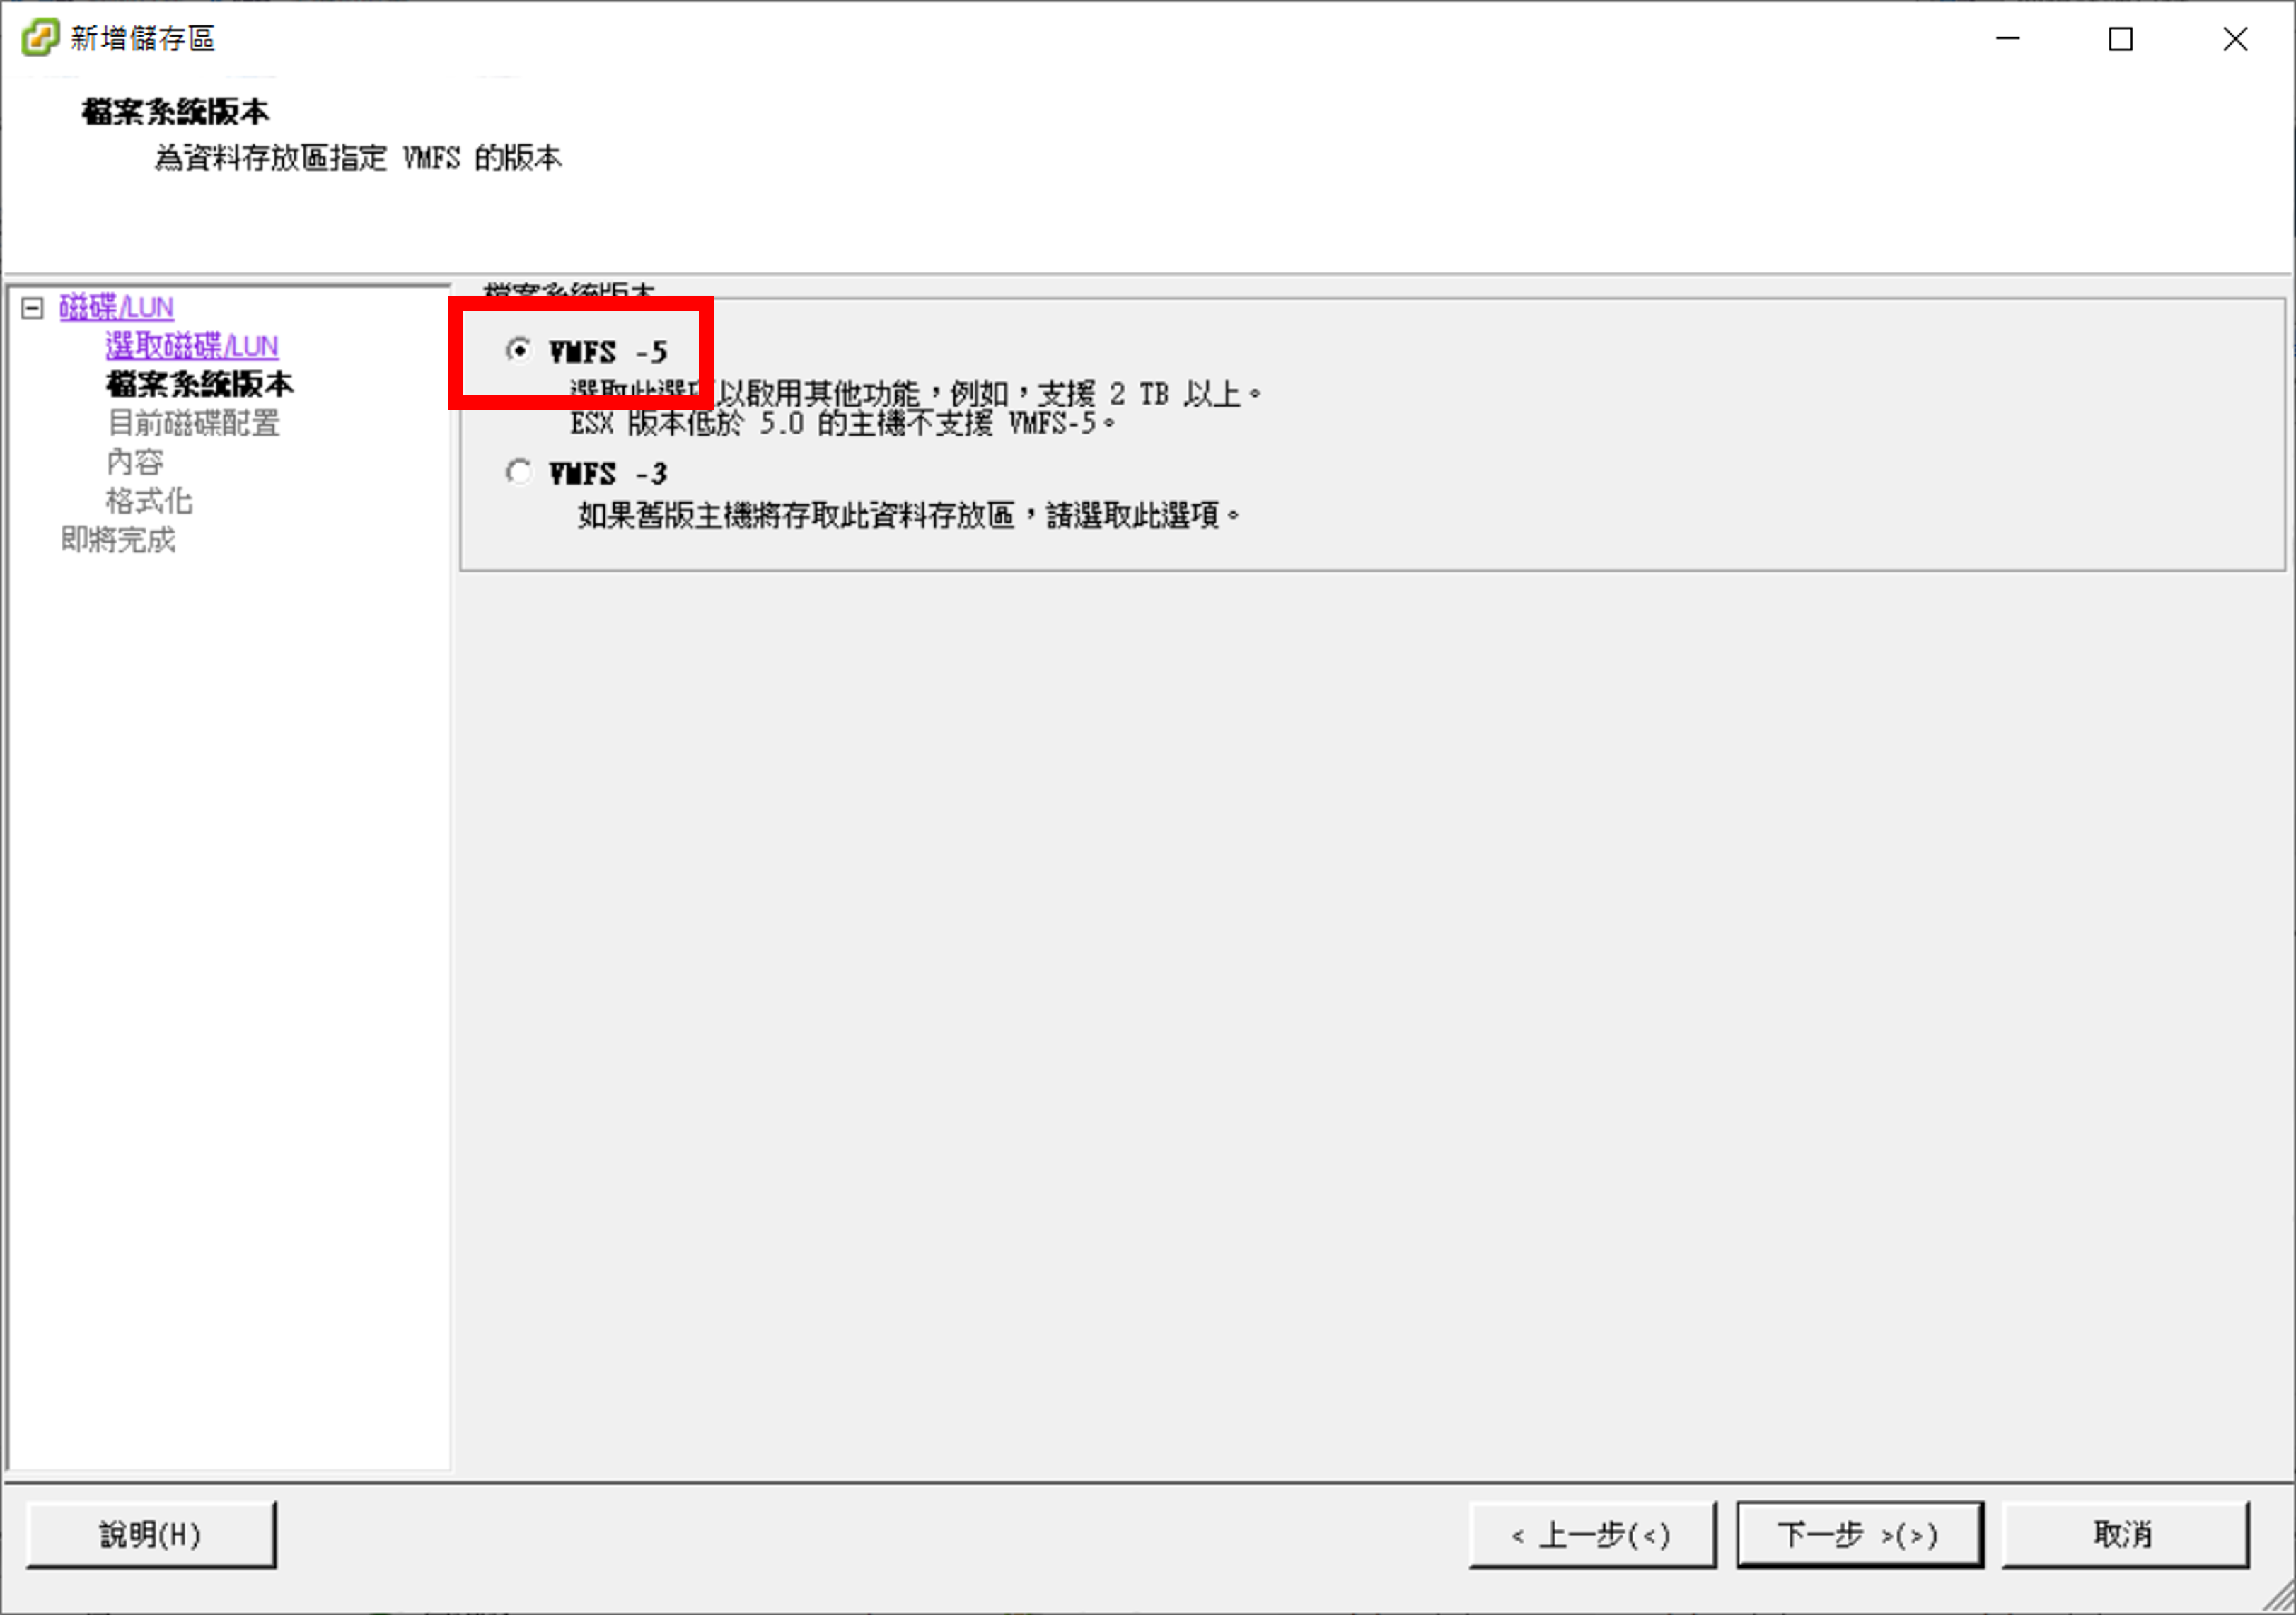 新增儲存區
檔案系統版本
為資料存放區指定 VMFS 的版本
磁碟/LUN
選取磁碟/LUN
檔案系統版本
目前磁碟配置
內容
格式化
即將完成
檔案系統版本
VMFS -5
選取此選項以啟用其他功能，例如，支援 2 TB 以上。
ESX 版本低於 5.0 的主機不支援 VMFS-5。
VMFS -3
如果舊版主機將存取此資料存放區，請選取此選項。
說明(H)
< 上一步(<)
下一步 >(>)
取消